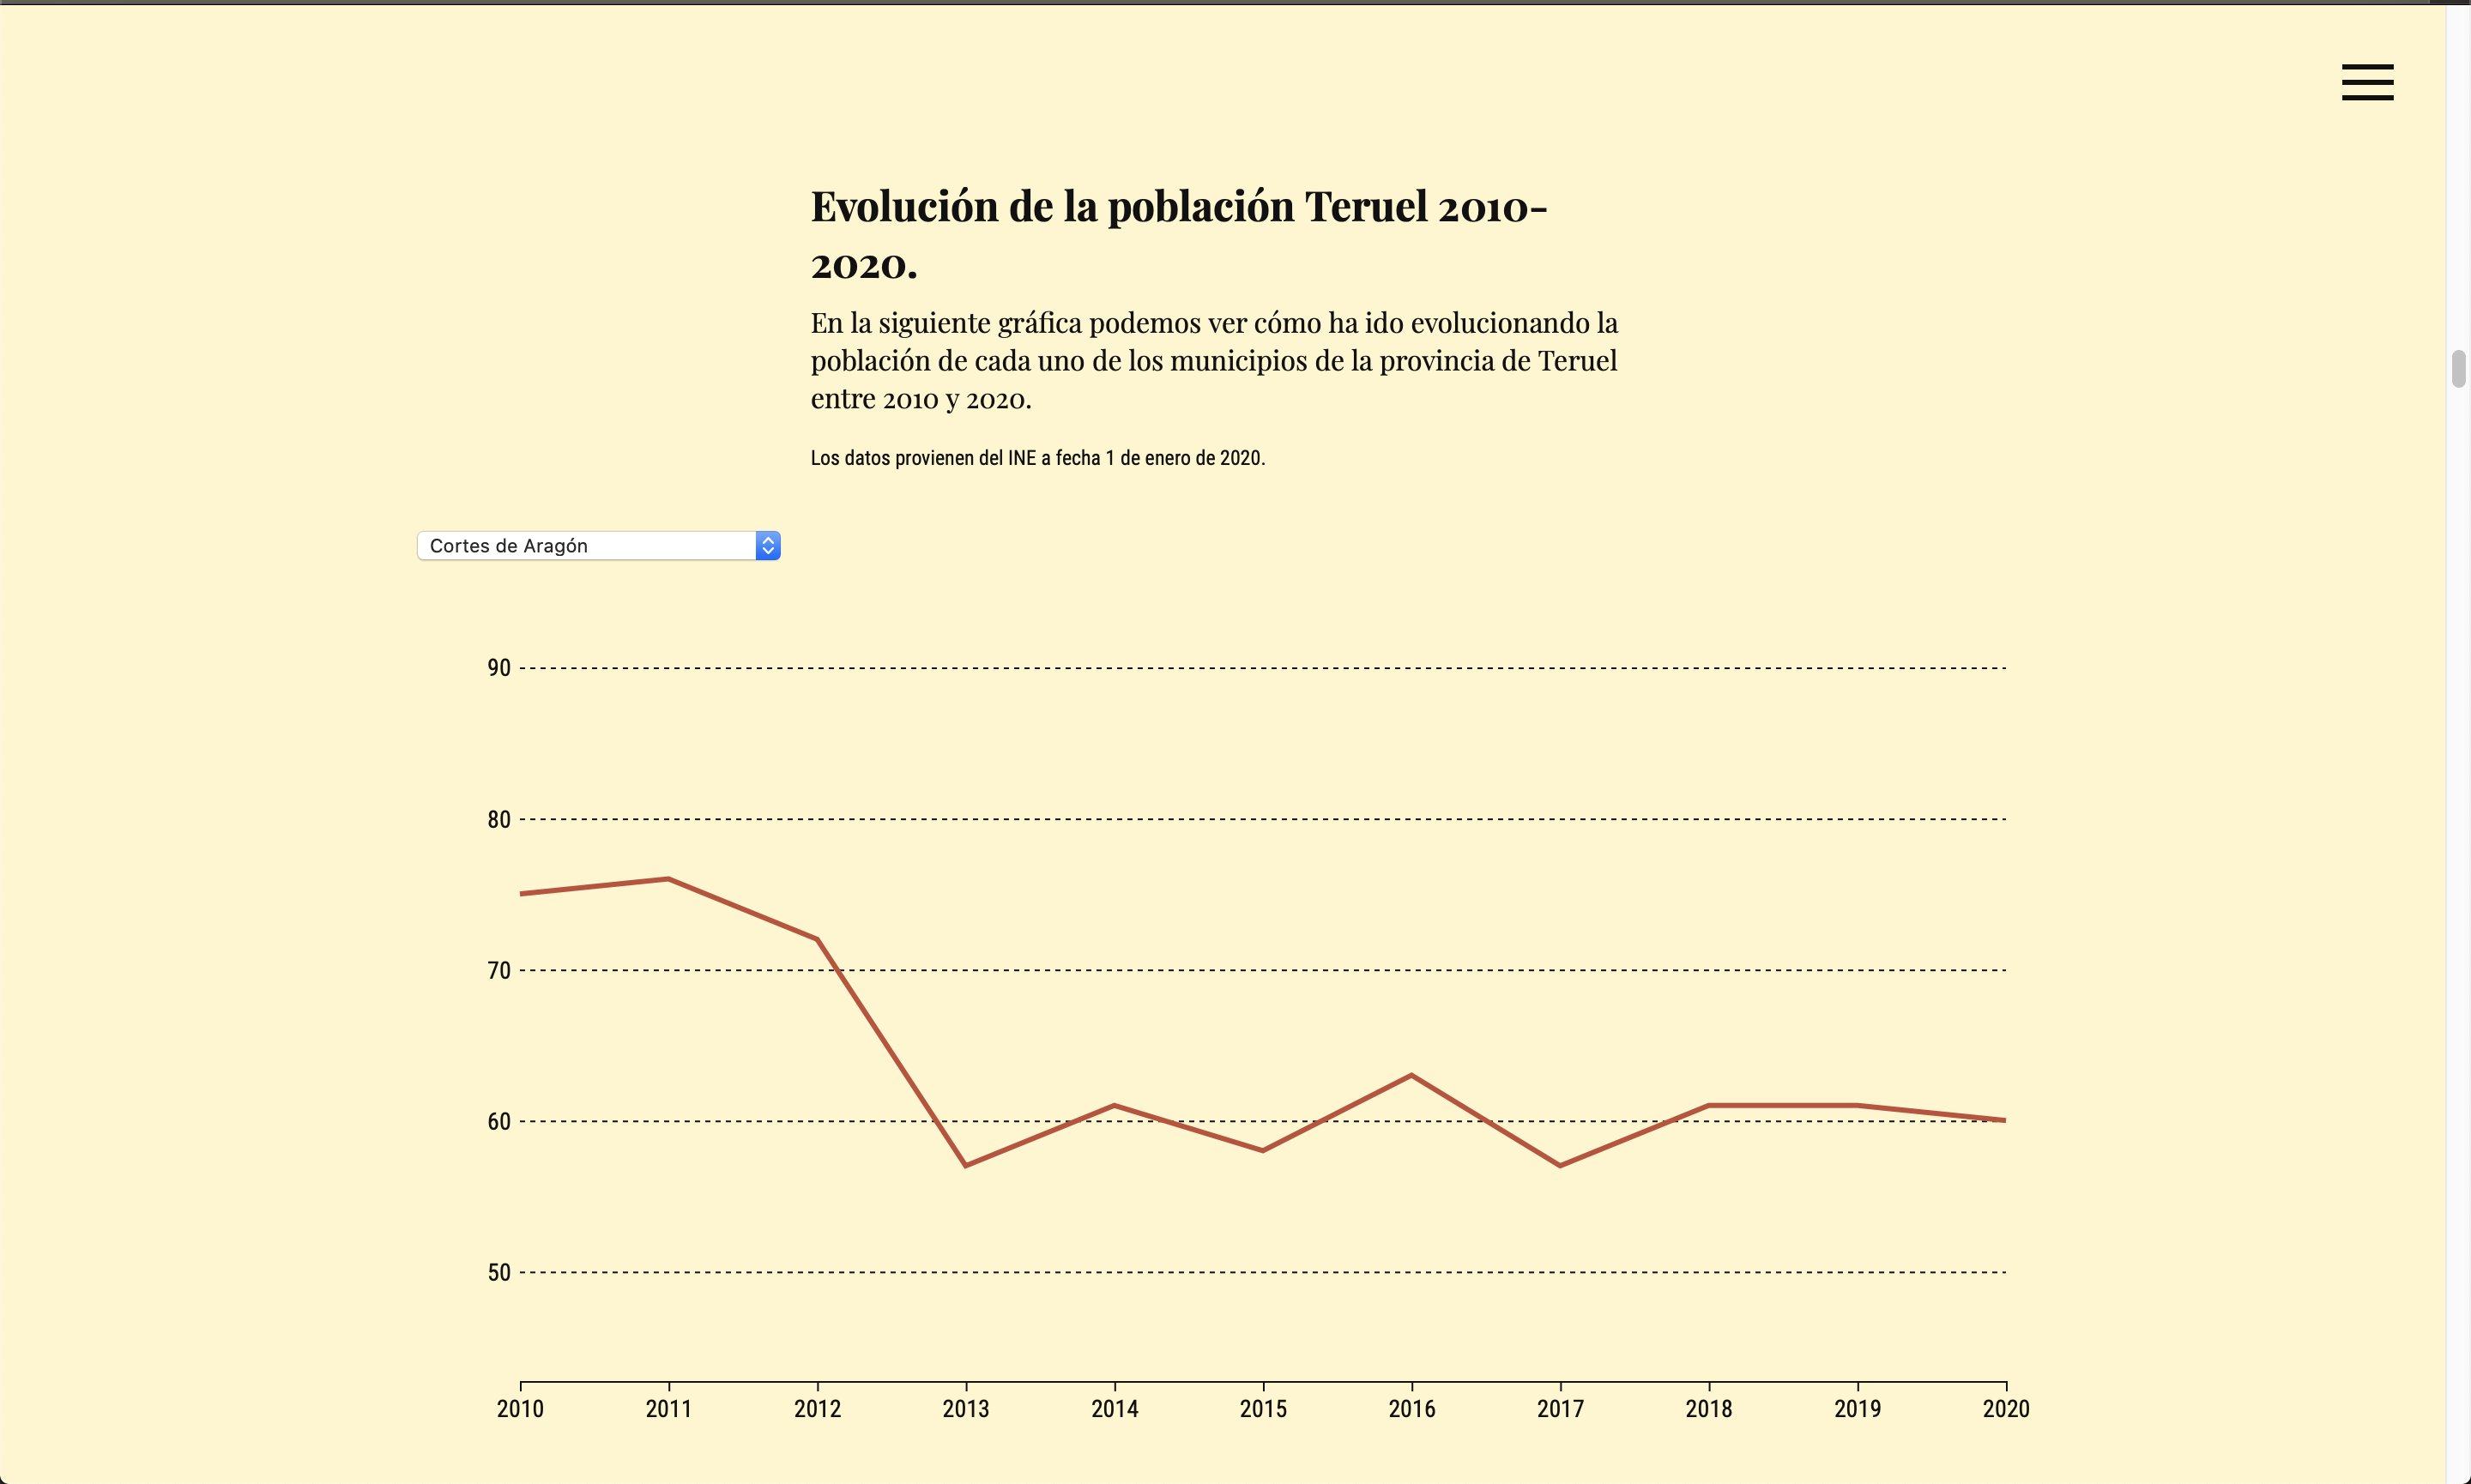 Evolución de la población Teruel 2010-
2020.
En la siguiente gráfica podemos ver cómo ha ido evolucionando la
población de cada uno de los municipios de la provincia de Teruel
entre 2010 y 2020.
Los datos provienen del INE a fecha 1 de enero de 2020.
Cortes de Aragón
90
80
70
60
50
2010 2011 2012 2013 2014 2015 2016 2017 2018 2019 2020